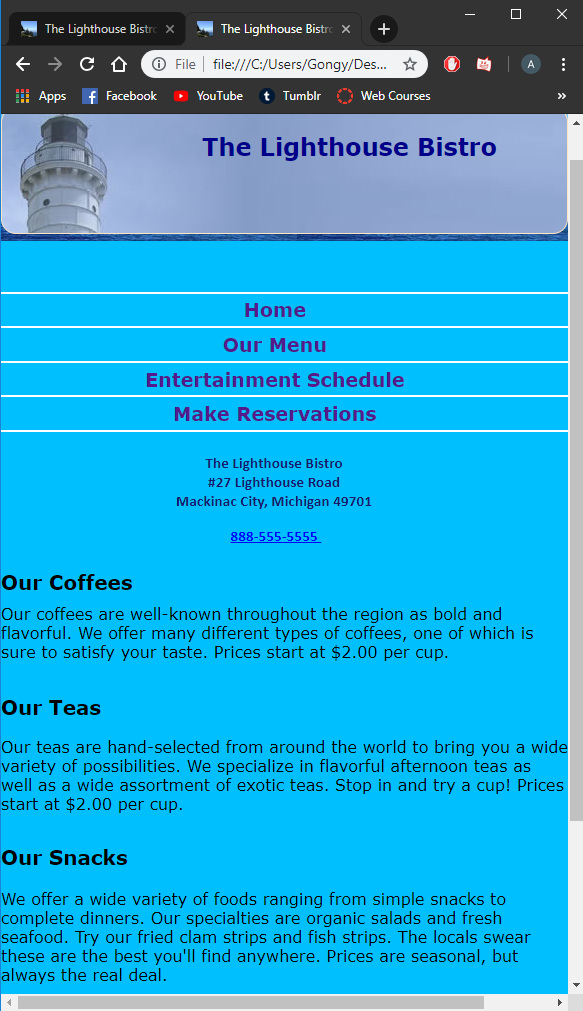 The Lighthouse Bistro
The Lighthouse Bistro
File
file:///C:/Users/Gongy/Des...
A
Apps
Facebook
YouTube
Tumblr
Web Courses
»
The Lighthouse Bistro
Home
Our Menu
Entertainment Schedule
Make Reservations
The Lighthouse Bistro
#27 Lighthouse Road
Mackinac City, Michigan 49701
888-555-5555
Our Coffees
Our coffees are well-known throughout the region as bold and
flavorful. We offer many different types of coffees, one of which is
sure to satisfy your taste. Prices start at $2.00 per cup.
Our Teas
Our teas are hand-selected from around the world to bring you a wide
variety of possibilities. We specialize in flavorful afternoon teas as
well as a wide assortment of exotic teas. Stop in and try a cup! Prices
start at $2.00 per cup.
Our Snacks
We offer a wide variety of foods ranging from simple snacks to
complete dinners. Our specialties are organic salads and fresh
seafood. Try our fried clam strips and fish strips. The locals swear
these are the best you'll find anywhere. Prices are seasonal, but
always the real deal.